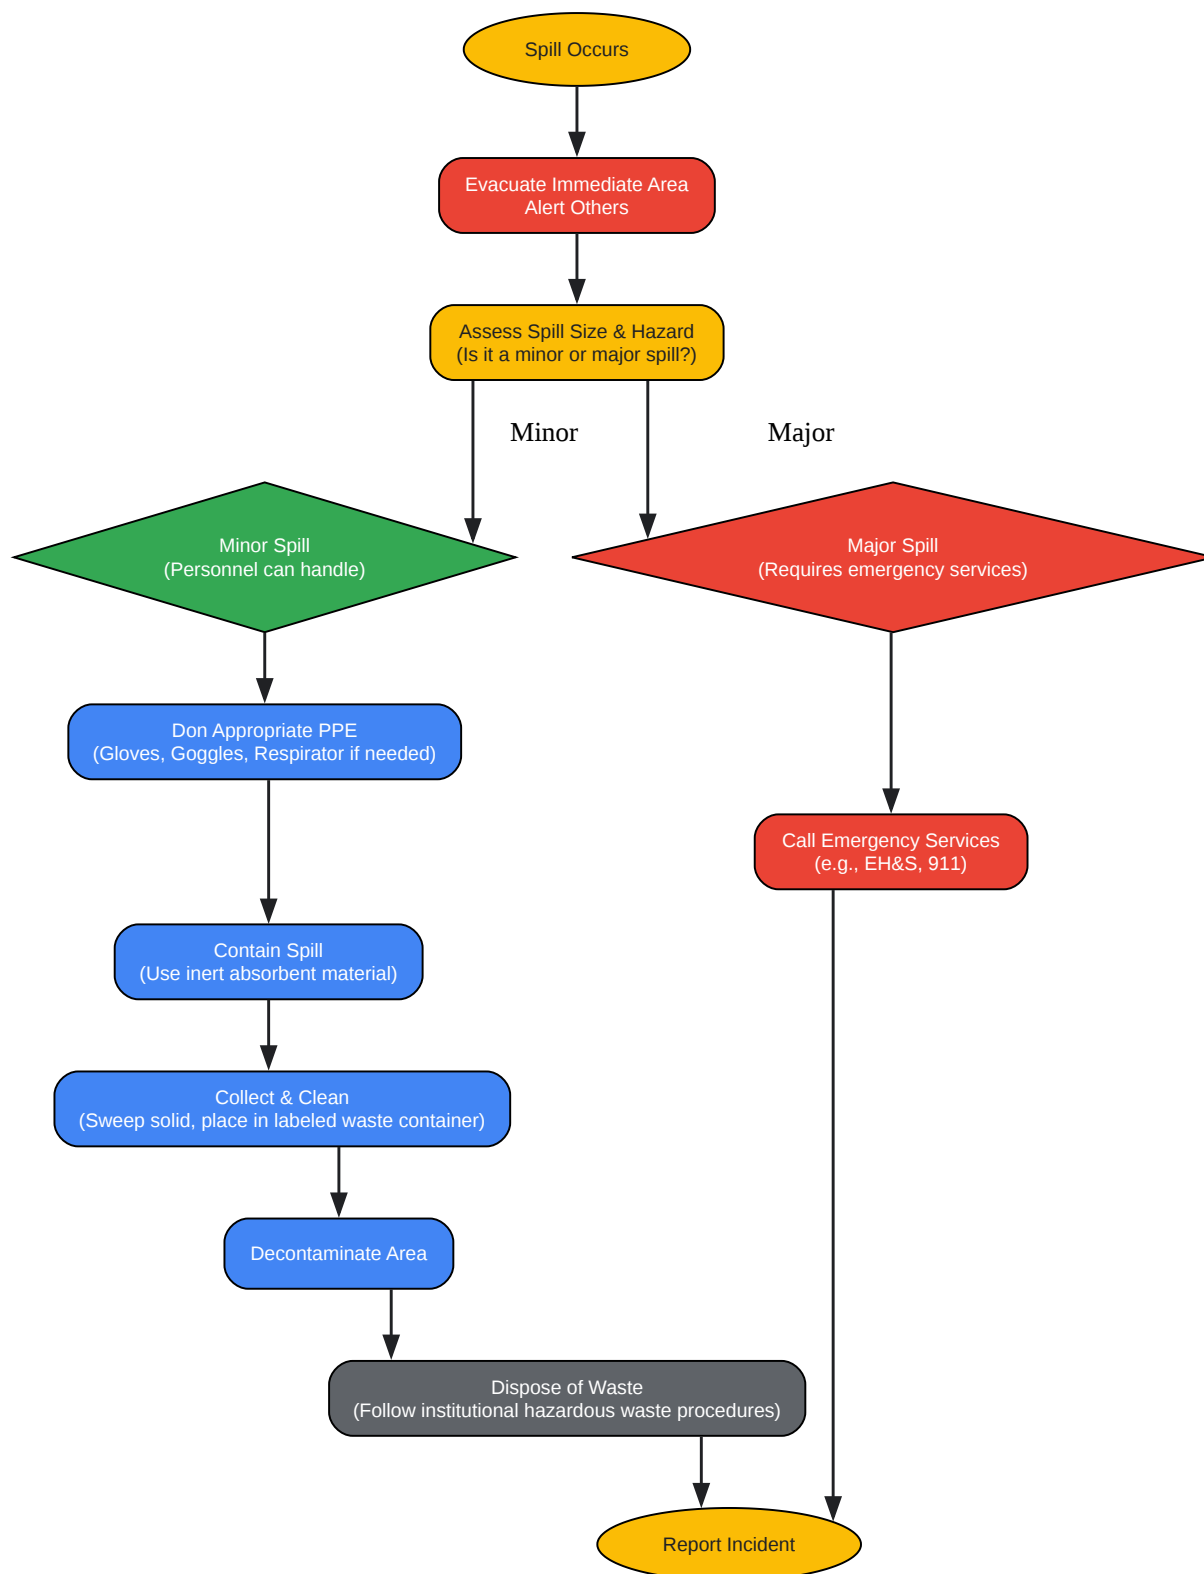 Spill Occurs
Evacuate Immediate Area
Alert Others
Assess Spill Size & Hazard
(Is it a minor or major spill?)
Minor
Major
Minor Spill
(Personnel can handle)
Major Spill
(Requires emergency services)
Don Appropriate PPE
(Gloves, Goggles, Respirator if needed)
Call Emergency Services
(e.g., EH&S, 911)
Contain Spill
(Use inert absorbent material)
Collect & Clean
(Sweep solid, place in labeled waste container)
Decontaminate Area
Dispose of Waste
(Follow institutional hazardous waste procedures)
Report Incident